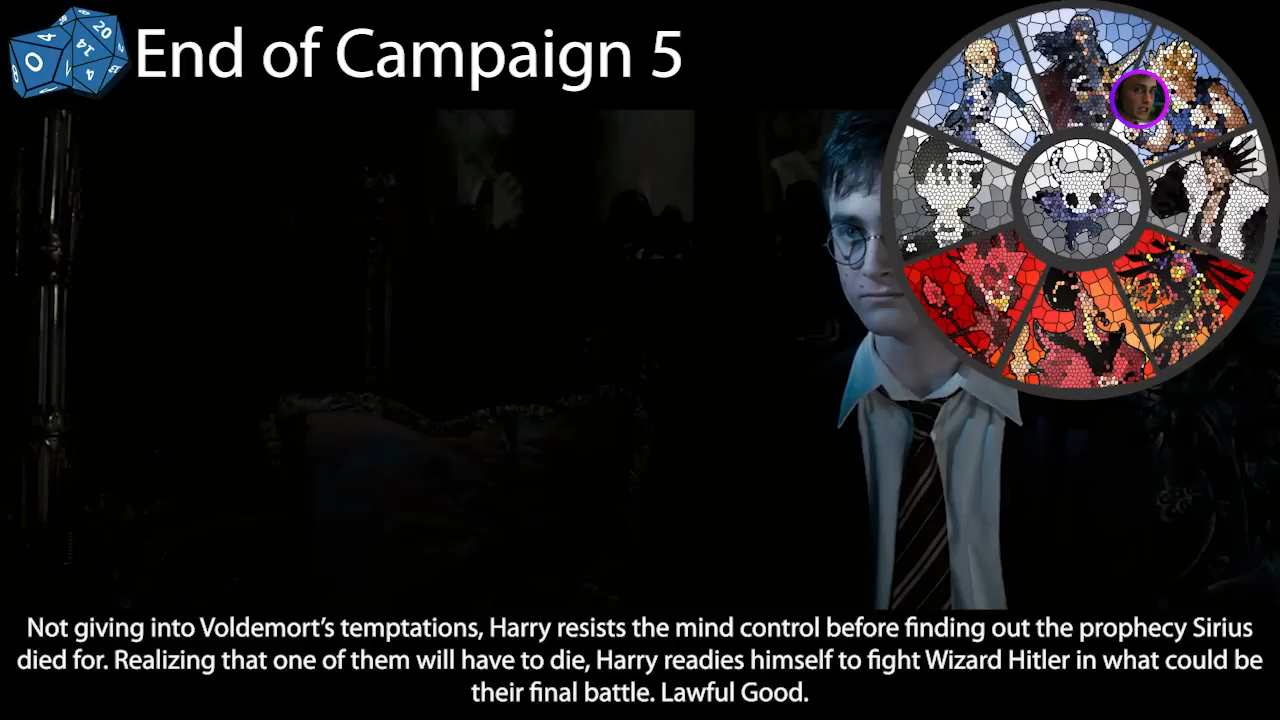 End of Campaign 5
Not giving into Voldemort's temptations, Harry resists the mind control before finding out the prophecy Sirius
died for. Realizing that one of them will have to die, Harry readies himself to fight Wizard Hitler in what could be
their final battle. Lawful Good.